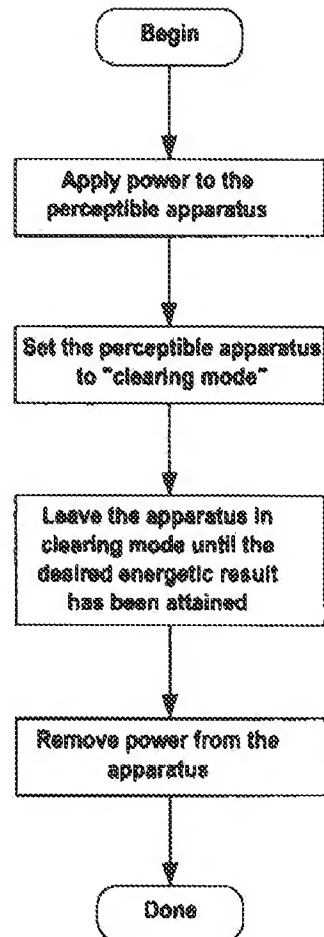 Begin
Apply power to the
perceptible apparatus
Set the perceptible apparatus
to "clearing mode"
Leave the apparatus in
clearing mode until the
desired energetic result
has been attained
Remove power from the
apparatus
Done